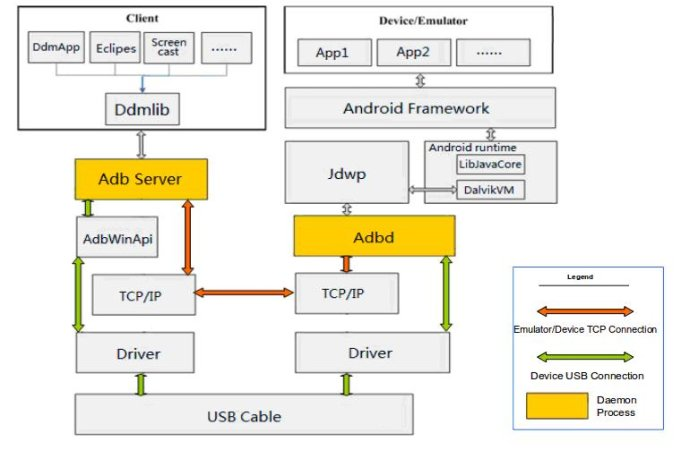 Client
DdmApp
Eclipes
Screen
cast
......
Ddmlib
Adb Server
AdbWinApi
TCP/IP
Driver
Device/Emulator
App1
App2
......
Android Framework
Jdwp
Android runtime
LibJavaCore
DalvikVM
Adbd
TCP/IP
Driver
USB Cable
Legend
Emulator/Device TCP Connection
Device USB Connection
Daemon
Process